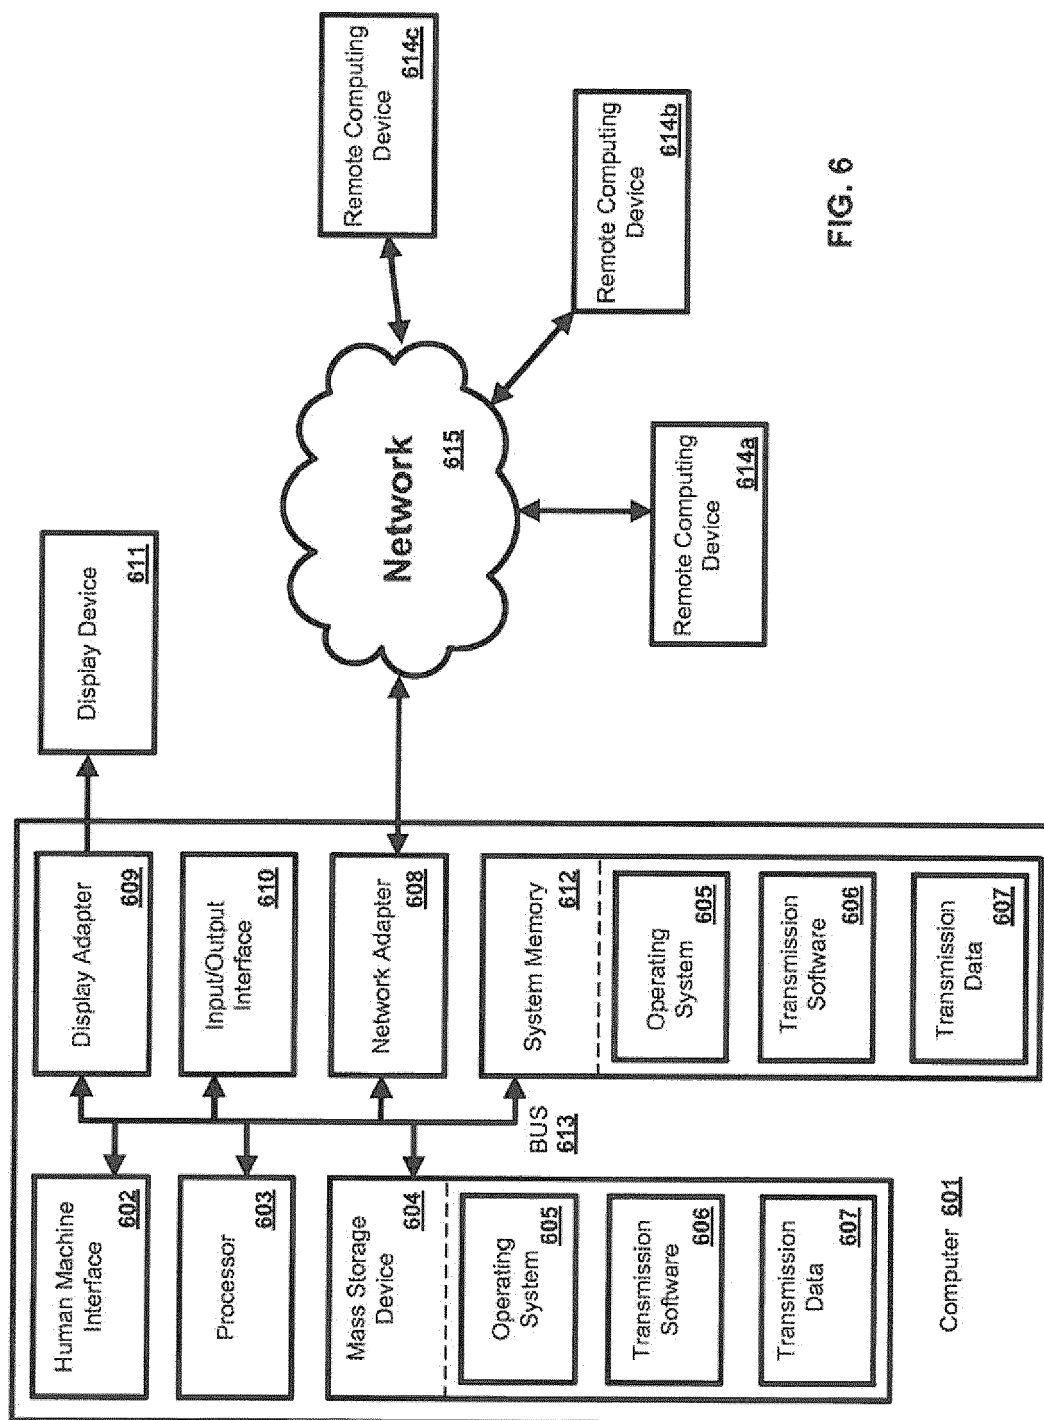 Human Machine
Interface
602
Processor
603
Mass Storage
Device
604
Operating
System
605
Transmission
Software
606
Transmission
Data
607
Computer 601
BUS
613
Display Adapter
609
Input/Output
Interface
610
Network Adapter
608
System Memory
612
Operating
System
605
Transmission
Software
606
Transmission
Data
607
Display Device
611
Network
615
Remote Computing
Device
614a
Remote Computing
Device
614b
Remote Computing
Device
614c
FIG. 6